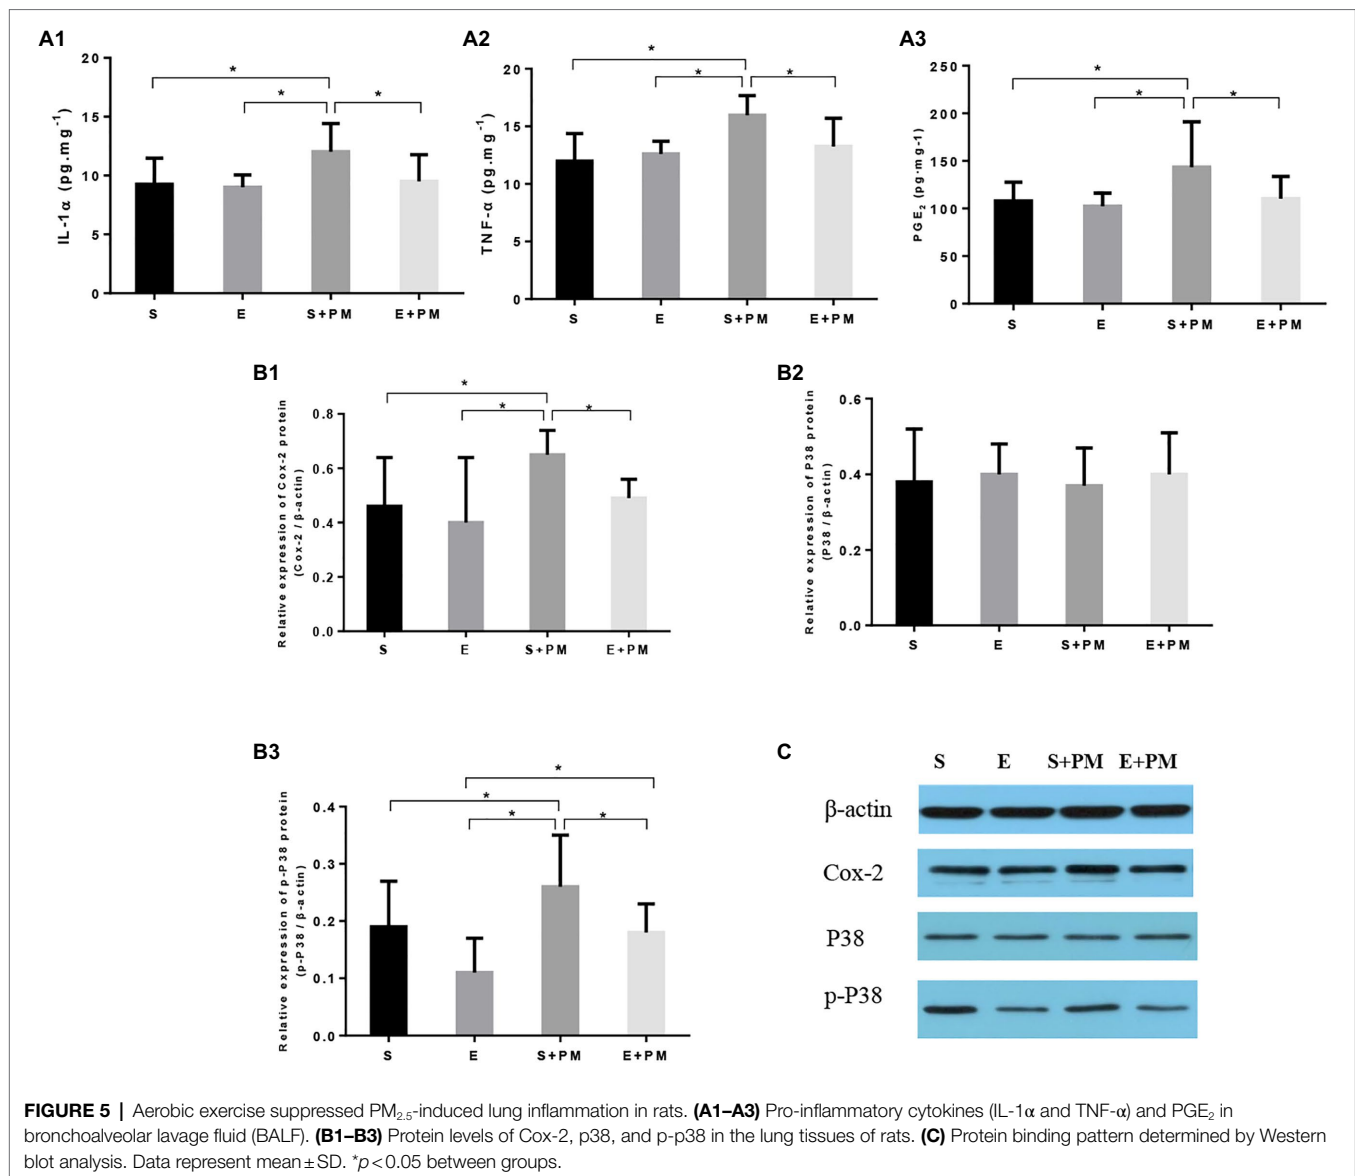 A1
20
15
10
5
0
IL-1α (pg.mg⁻¹)
*
* *
S E S+PM E+PM
A2
20
15
10
5
0
TNF-α (pg.mg⁻¹)
*
* *
S E S+PM E+PM
A3
250
200
150
100
50
0
PGE₂ (pg·mg-1)
*
* *
S E S+PM E+PM
B1
0.8
0.6
0.4
0.2
0.0
Relative expression of Cox-2 protein
(Cox-2 / β-actin)
*
* *
S E S+PM E+PM
B2
0.6
0.4
0.2
0.0
Relative expression of P38 protein
(P38 / β-actin)
S E S+PM E+PM
B3
0.4
0.3
0.2
0.1
0.0
Relative expression of p-P38 protein
(p-P38 / β-actin)
*
*
* *
S E S+PM E+PM
C
S E S+PM E+PM
β-actin
Cox-2
P38
p-P38
FIGURE 5 | Aerobic exercise suppressed PM₂.₅-induced lung inflammation in rats. (A1–A3) Pro-inflammatory cytokines (IL-1α and TNF-α) and PGE₂ in
bronchoalveolar lavage fluid (BALF). (B1–B3) Protein levels of Cox-2, p38, and p-p38 in the lung tissues of rats. (C) Protein binding pattern determined by Western
blot analysis. Data represent mean ± SD. *p < 0.05 between groups.